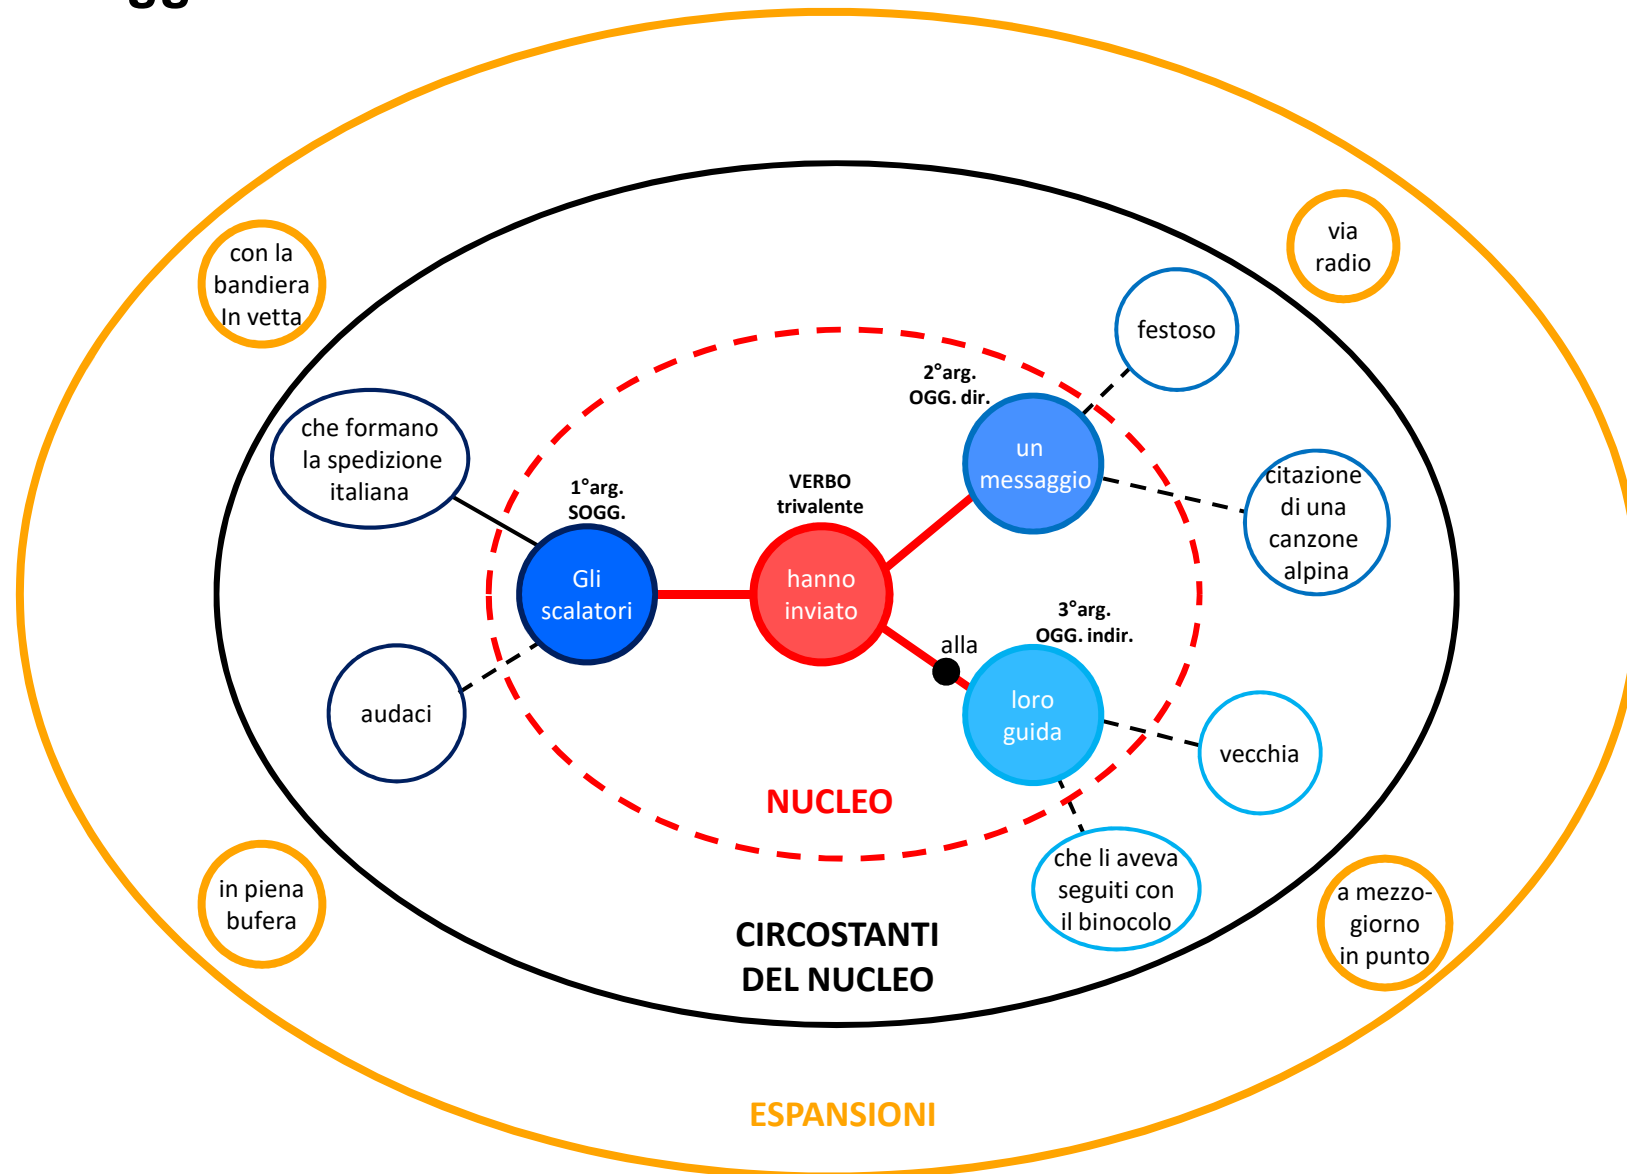 con la
bandiera
In vetta
via
radio
festoso
2°arg.
OGG. dir.
che formano
la spedizione
italiana
un
messaggio
citazione
di una
canzone
alpina
1°arg.
SOGG.
VERBO
trivalente
Gli
scalatori
hanno
inviato
3°arg.
OGG. indir.
alla
loro
guida
audaci
vecchia
NUCLEO
che li aveva
seguiti con
il binocolo
in piena
bufera
a mezzo-
giorno
in punto
CIRCOSTANTI
DEL NUCLEO
ESPANSIONI